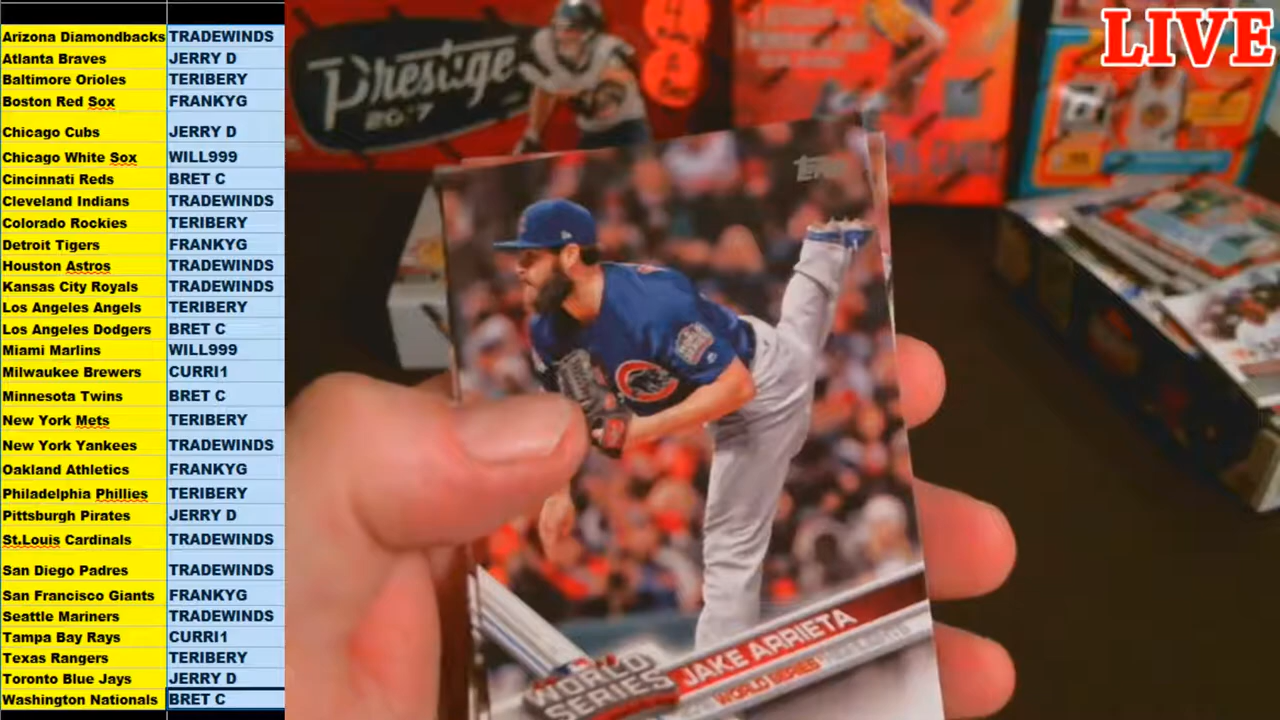 LIVE
Arizona Diamondbacks TRADEWINDS
Atlanta Braves JERRY D
Baltimore Orioles TERIBERY
Boston Red Sox FRANKYG
Chicago Cubs JERRY D
Chicago White Sox WILL999
Cincinnati Reds BRET C
Cleveland Indians TRADEWINDS
Colorado Rockies TERIBERY
Detroit Tigers FRANKYG
Houston Astros TRADEWINDS
Kansas City Royals TRADEWINDS
Los Angeles Angels TERIBERY
Los Angeles Dodgers BRET C
Miami Marlins WILL999
Milwaukee Brewers CURRI1
Minnesota Twins BRET C
New York Mets TERIBERY
New York Yankees TRADEWINDS
Oakland Athletics FRANKYG
Philadelphia Phillies TERIBERY
Pittsburgh Pirates JERRY D
St.Louis Cardinals TRADEWINDS
San Diego Padres TRADEWINDS
San Francisco Giants FRANKYG
Seattle Mariners TRADEWINDS
Tampa Bay Rays CURRI1
Texas Rangers TERIBERY
Toronto Blue Jays JERRY D
Washington Nationals BRET C
Prestige
2017
Topps
JAKE ARRIETA
WORLD SERIES
WORLD
SERIES